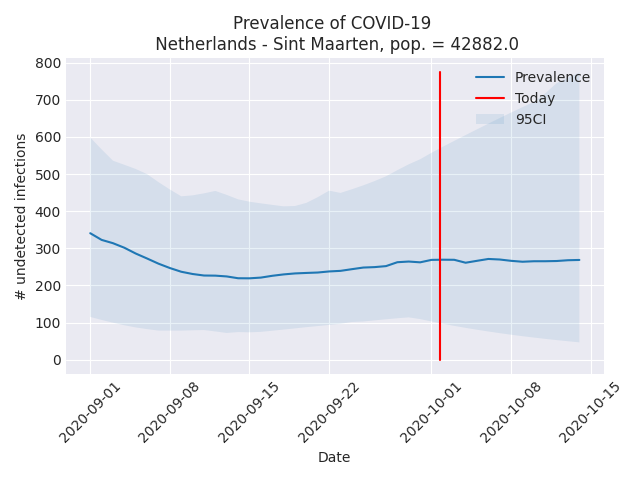 Prevalence of COVID-19
Netherlands - Sint Maarten, pop. = 42882.0
800
700
600
500
400
300
200
100
0
# undetected infections
Prevalence
Today
95CI
2020-09-01
2020-09-08
2020-09-15
2020-09-22
2020-10-01
2020-10-08
2020-10-15
Date